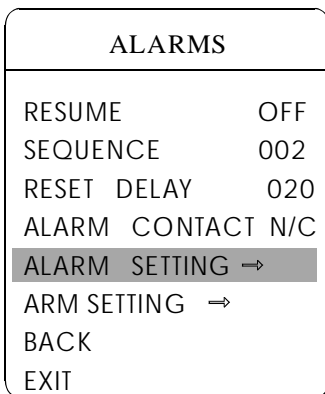 ALARMS
RESUME OFF
SEQUENCE 002
RESET DELAY 020
ALARM CONTACT N/C
ALARM SETTING ⇒
ARM SETTING ⇒
BACK
EXIT